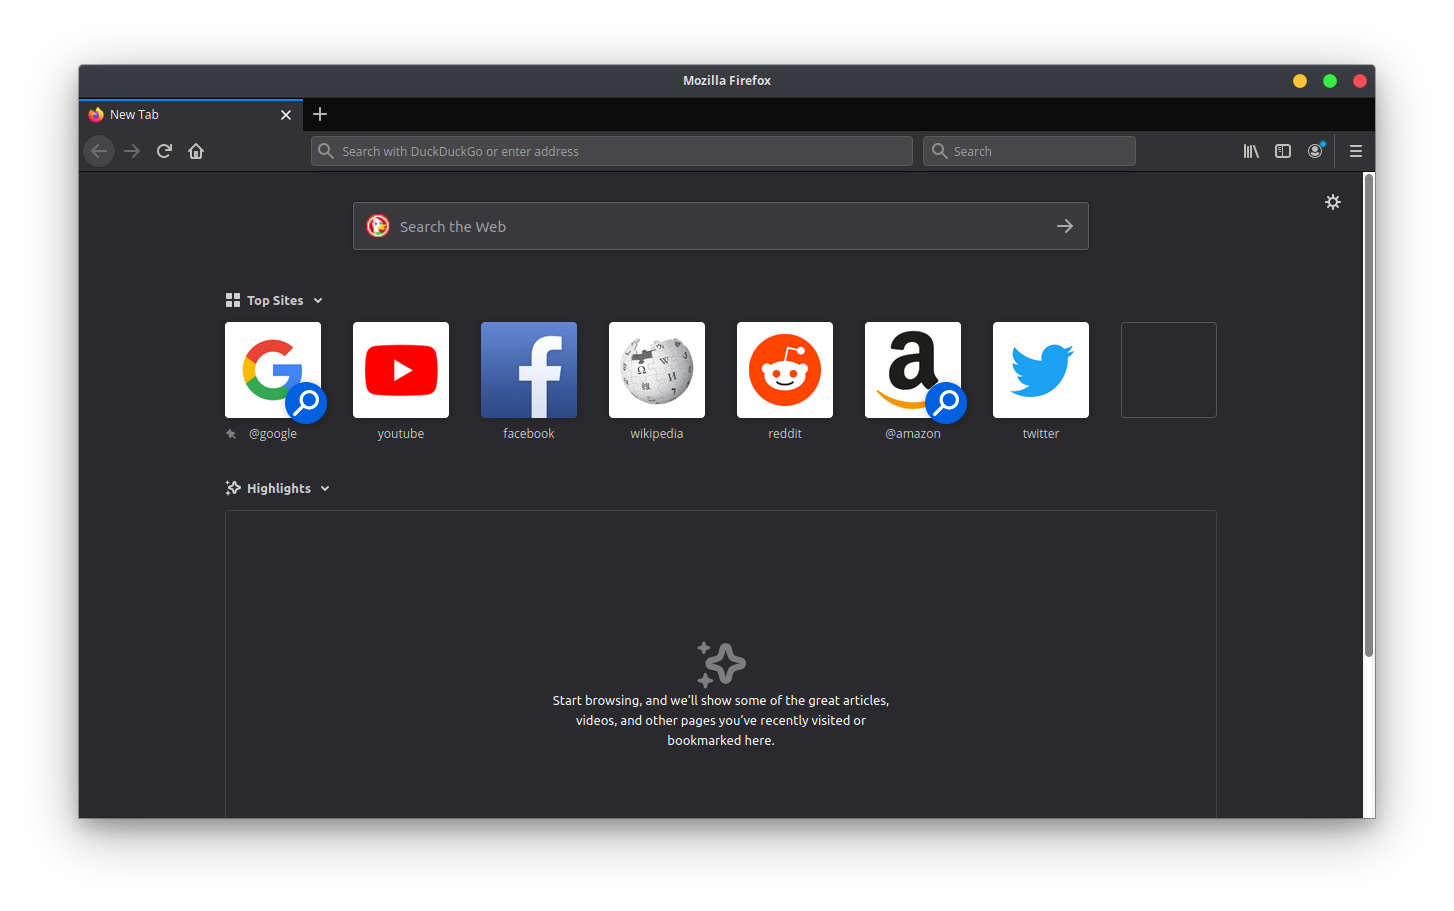 Mozilla Firefox
New Tab
Search with DuckDuckGo or enter address
Search
Search the Web
Top Sites
@google
youtube
facebook
wikipedia
reddit
@amazon
twitter
Highlights
Start browsing, and we’ll show some of the great articles,
videos, and other pages you’ve recently visited or
bookmarked here.